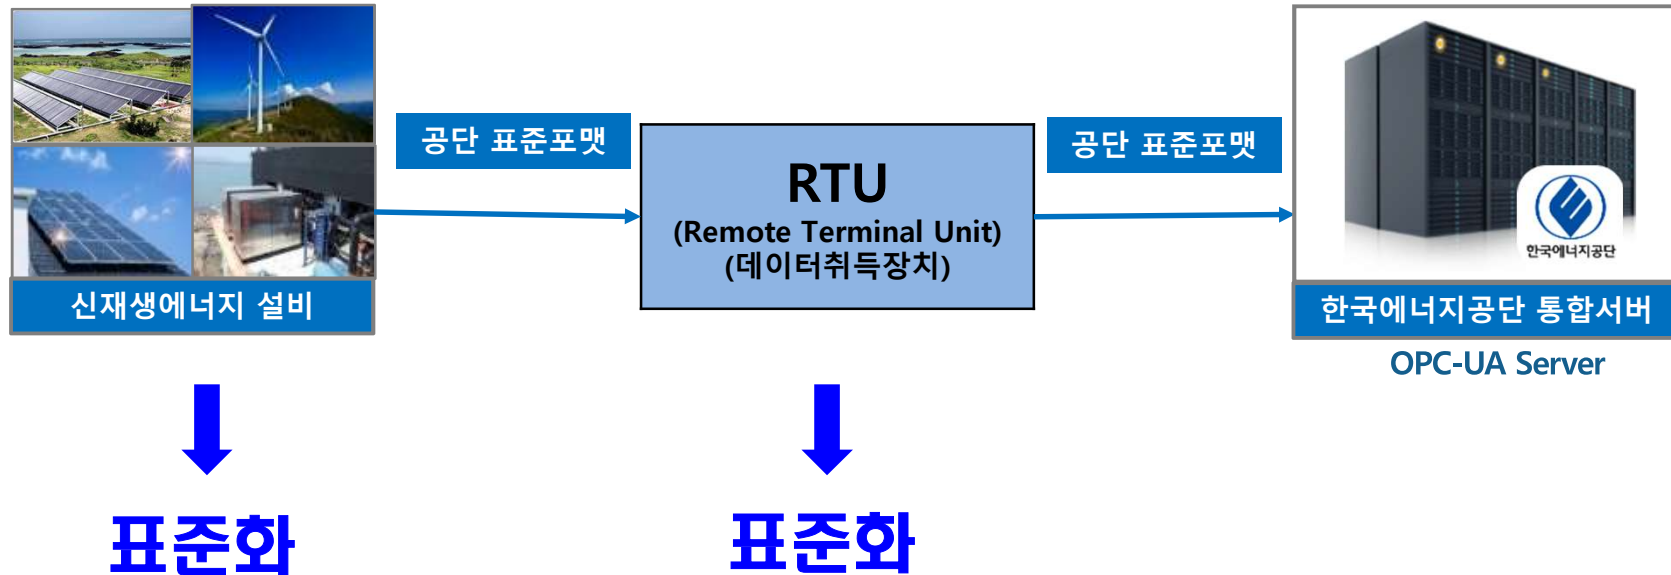 공단 표준포맷
공단 표준포맷
RTU
(Remote Terminal Unit)
(데이터취득장치)
한국에너지공단
신재생에너지 설비
한국에너지공단 통합서버
OPC-UA Server
표준화
표준화